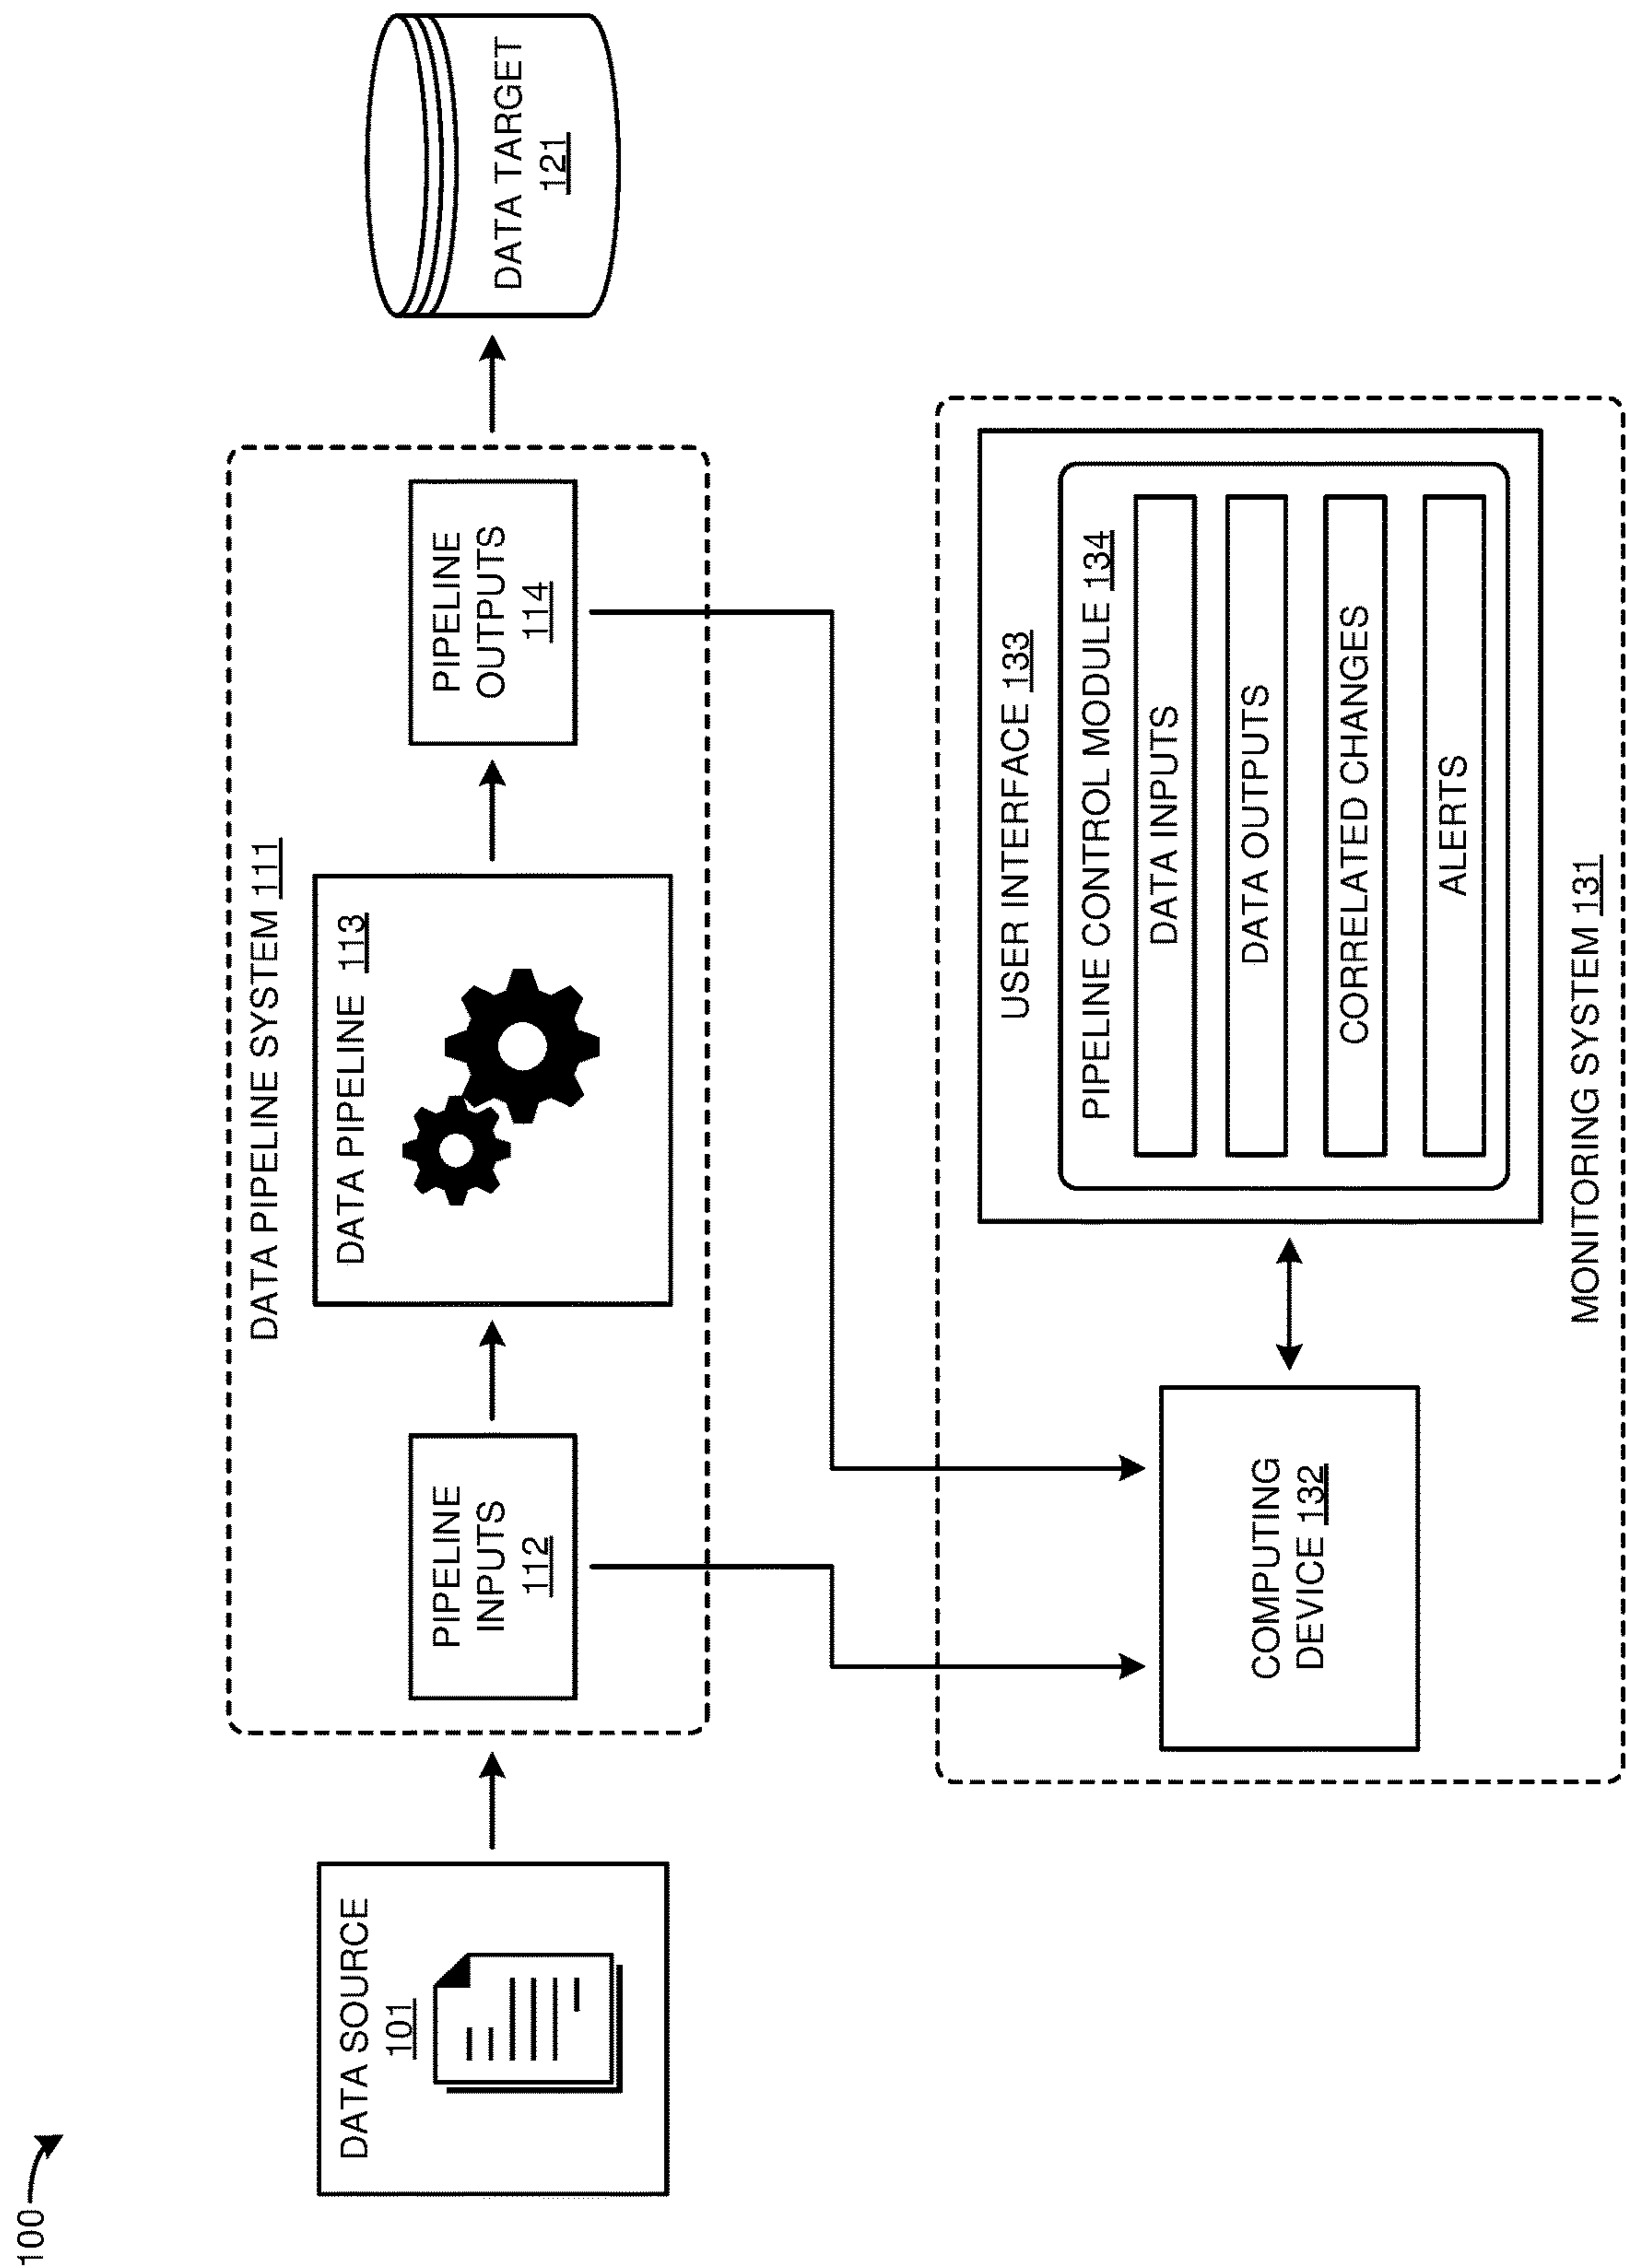 100
DATA PIPELINE SYSTEM 111
DATA SOURCE
101
PIPELINE
INPUTS
112
DATA PIPELINE 113
PIPELINE
OUTPUTS
114
DATA TARGET
121
COMPUTING
DEVICE 132
USER INTERFACE 133
PIPELINE CONTROL MODULE 134
DATA INPUTS
DATA OUTPUTS
CORRELATED CHANGES
ALERTS
MONITORING SYSTEM 131